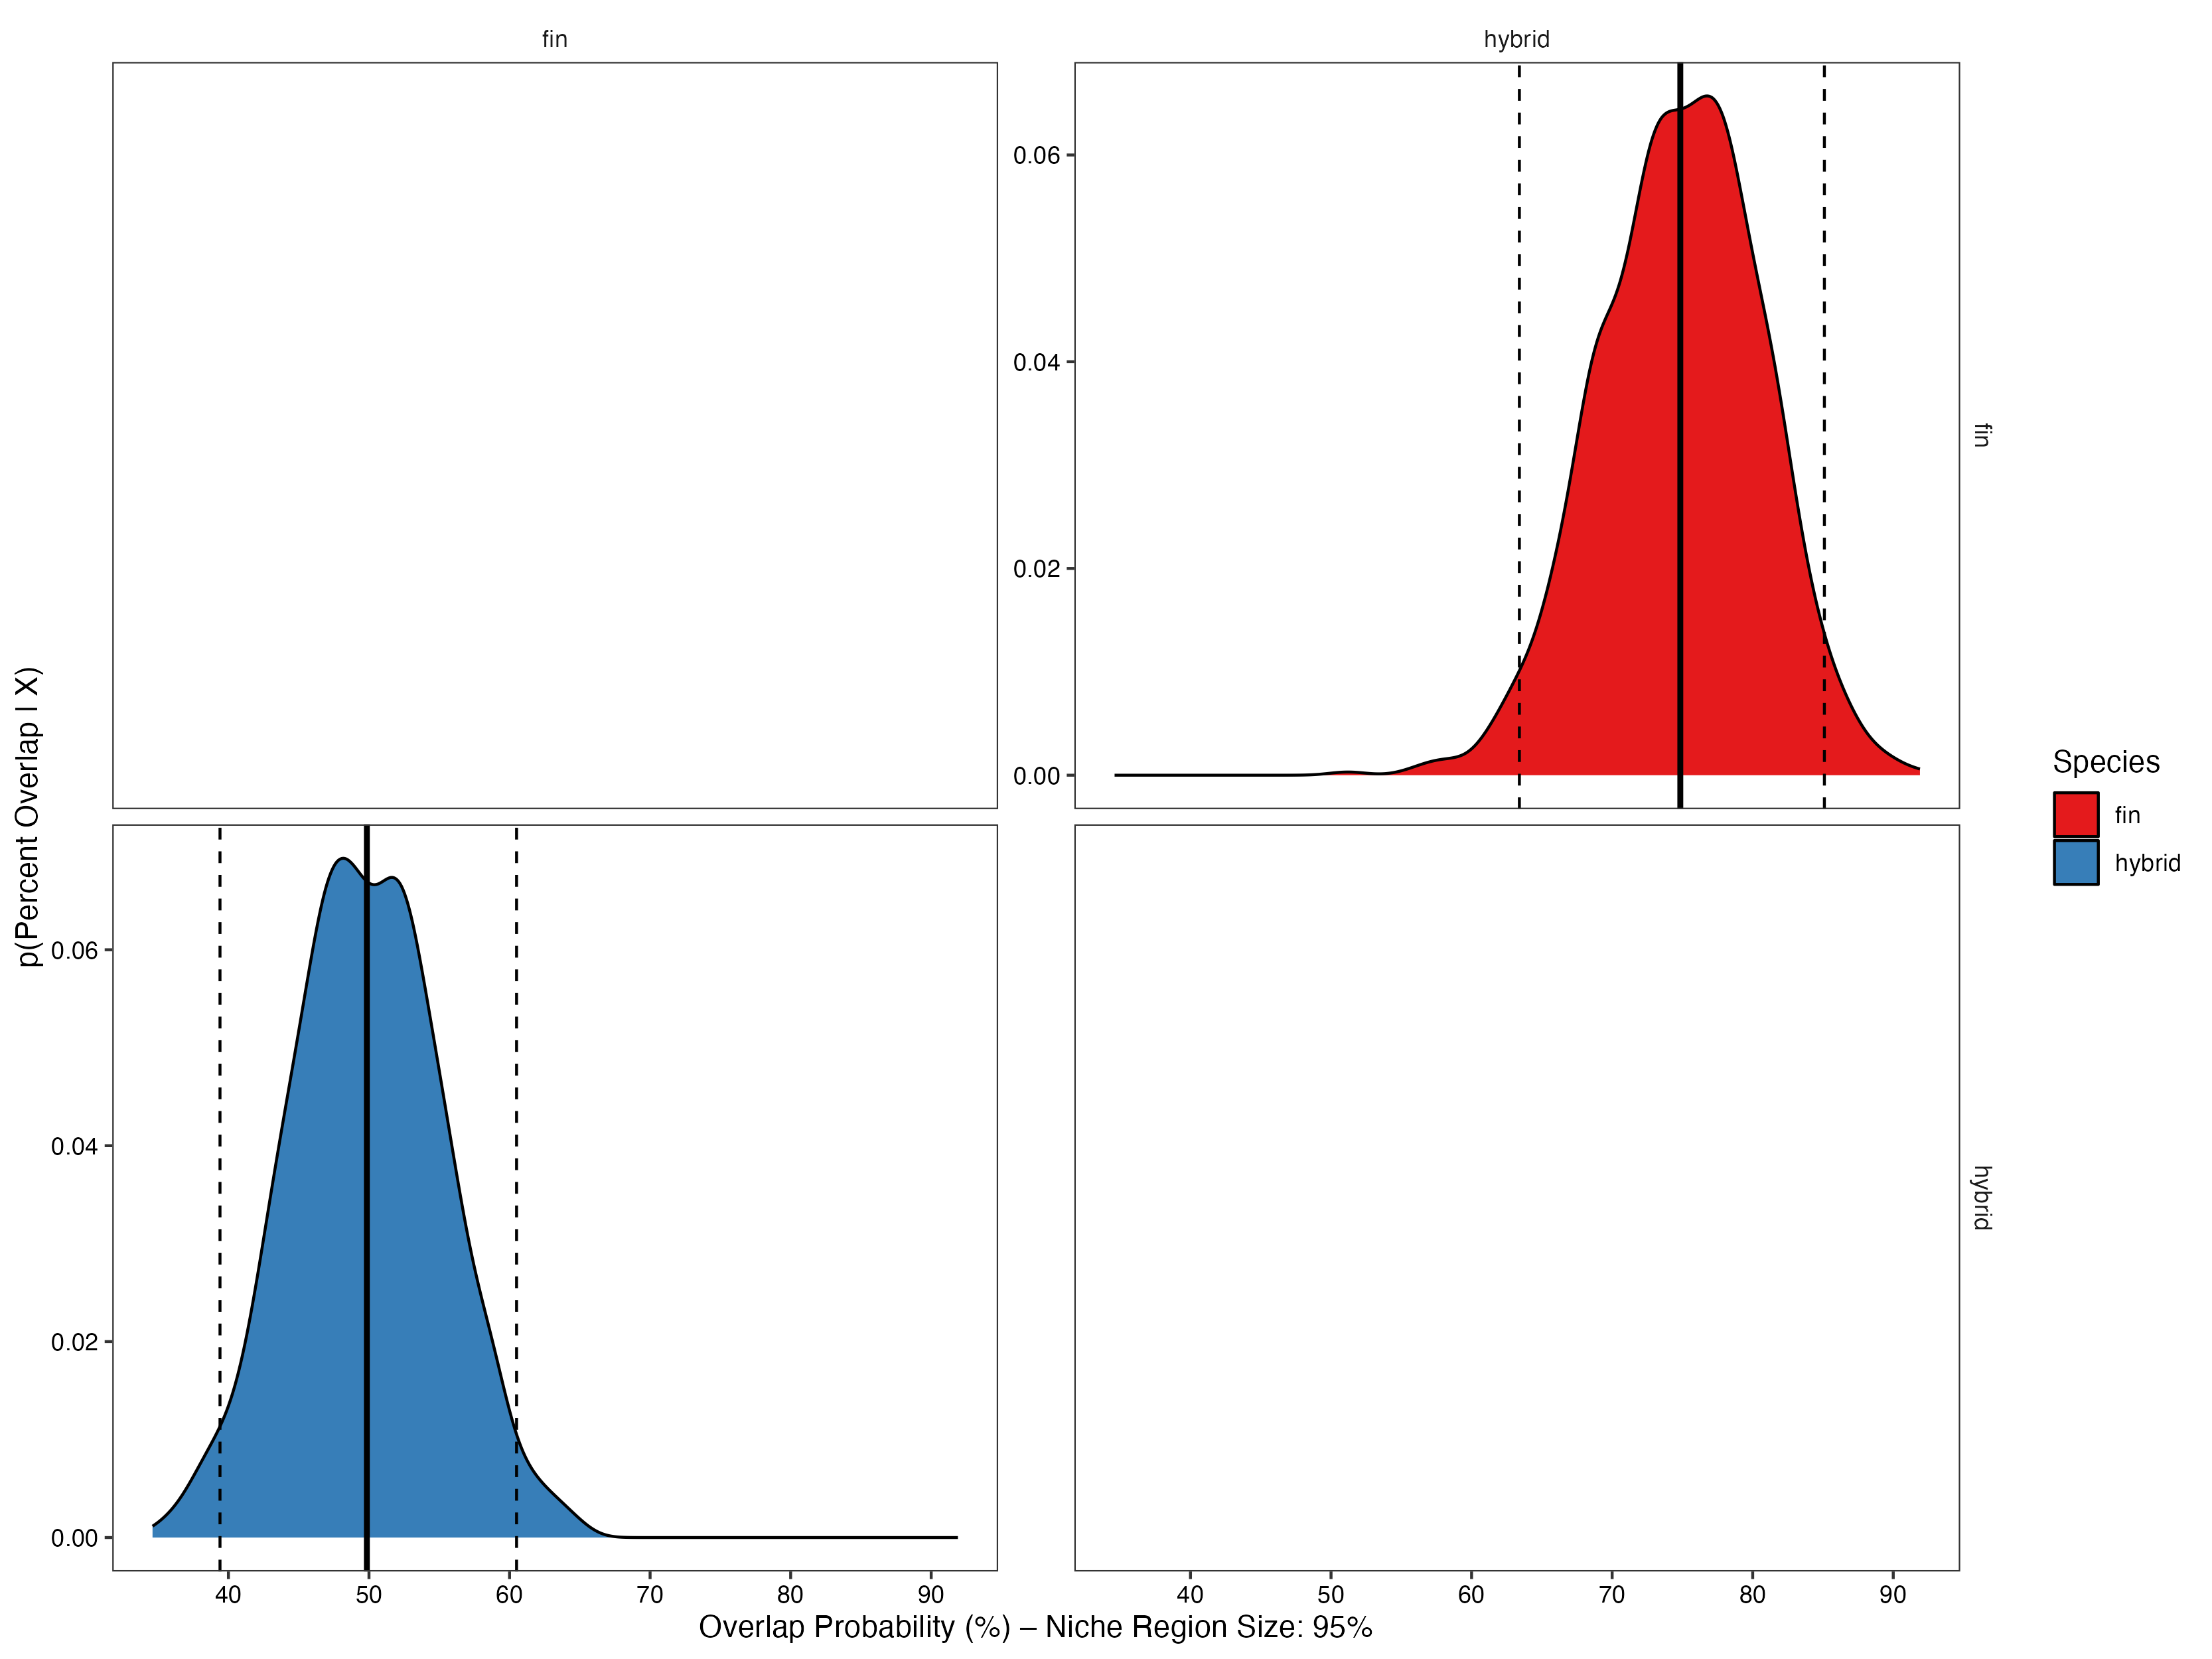 fin
hybrid
0.06
0.04
0.02
0.00
fin
p(Percent Overlap | X)
0.06
0.04
0.02
0.00
hybrid
40 50 60 70 80 90
40 50 60 70 80 90
Overlap Probability (%) – Niche Region Size: 95%
Species
fin
hybrid